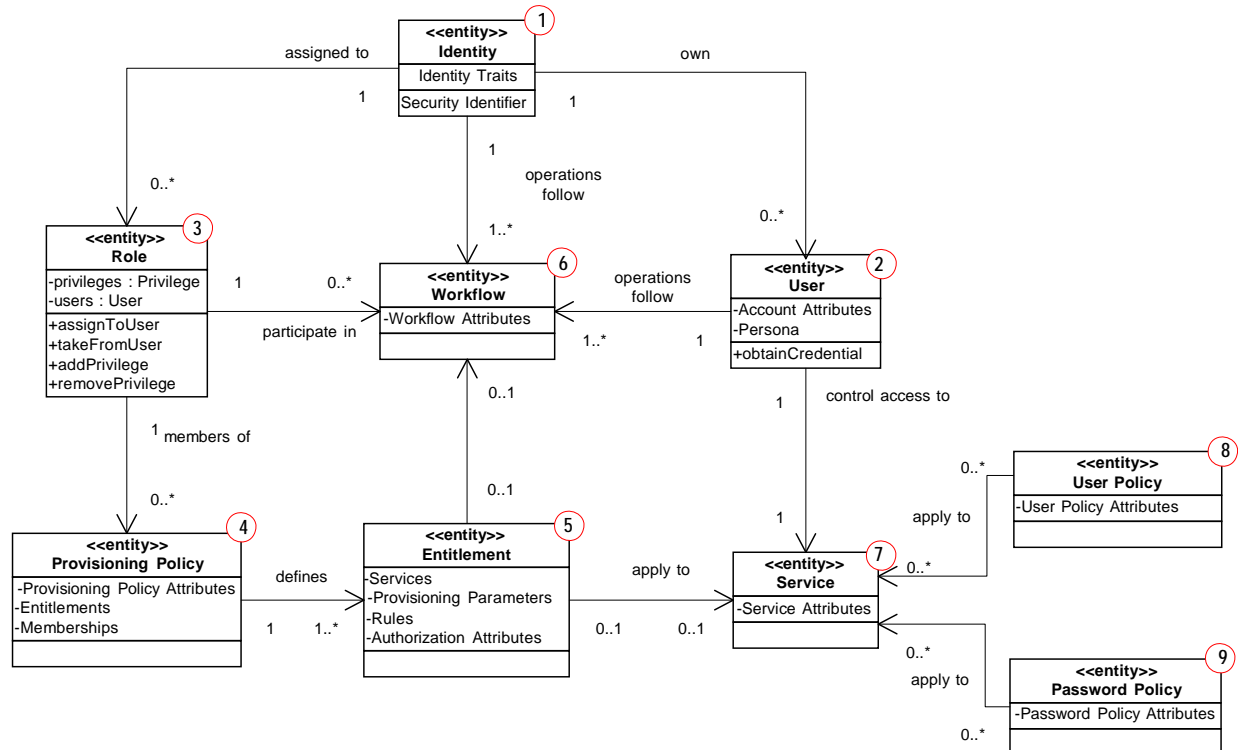 1
<<entity>>
Identity
Identity Traits
Security Identifier
assigned to
1
0..*
own
1
0..*
1
operations
follow
1..*
3
<<entity>>
Role
-privileges : Privilege
-users : User
+assignToUser
+takeFromUser
+addPrivilege
+removePrivilege
1
0..*
participate in
6
<<entity>>
Workflow
-Workflow Attributes
operations
follow
1..*
1
2
<<entity>>
User
-Account Attributes
-Persona
+obtainCredential
1
control access to
1
1
members of
0..*
0..1
0..1
4
<<entity>>
Provisioning Policy
-Provisioning Policy Attributes
-Entitlements
-Memberships
defines
1
1..*
5
<<entity>>
Entitlement
-Services
-Provisioning Parameters
-Rules
-Authorization Attributes
apply to
0..1
0..1
7
<<entity>>
Service
-Service Attributes
8
<<entity>>
User Policy
-User Policy Attributes
0..*
apply to
0..*
9
<<entity>>
Password Policy
-Password Policy Attributes
0..*
apply to
0..*